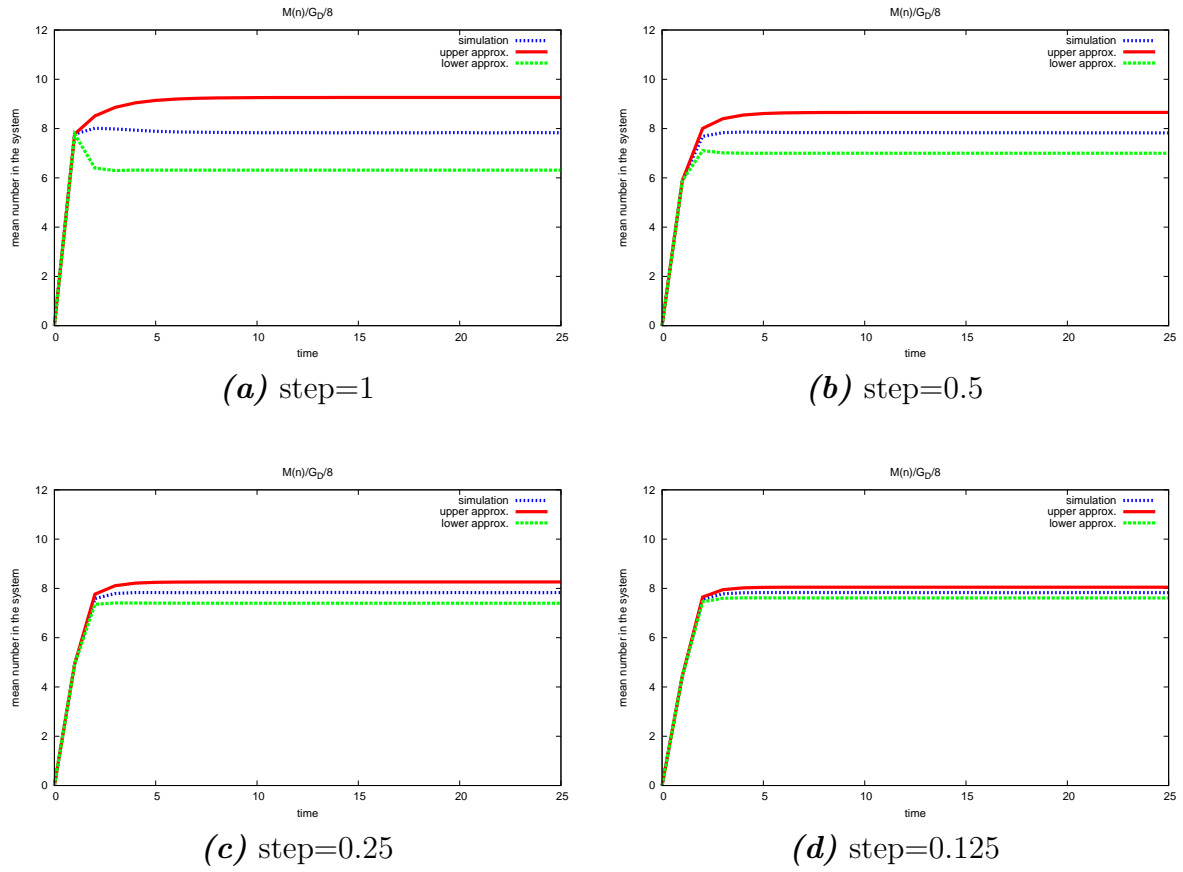 M(n)/G_D/8
simulation
upper approx.
lower approx.
mean number in the system
12
10
8
6
4
2
0
0 5 10 15 20 25
time
(a) step=1
M(n)/G_D/8
simulation
upper approx.
lower approx.
mean number in the system
12
10
8
6
4
2
0
0 5 10 15 20 25
time
(b) step=0.5
M(n)/G_D/8
simulation
upper approx.
lower approx.
mean number in the system
12
10
8
6
4
2
0
0 5 10 15 20 25
time
(c) step=0.25
M(n)/G_D/8
simulation
upper approx.
lower approx.
mean number in the system
12
10
8
6
4
2
0
0 5 10 15 20 25
time
(d) step=0.125